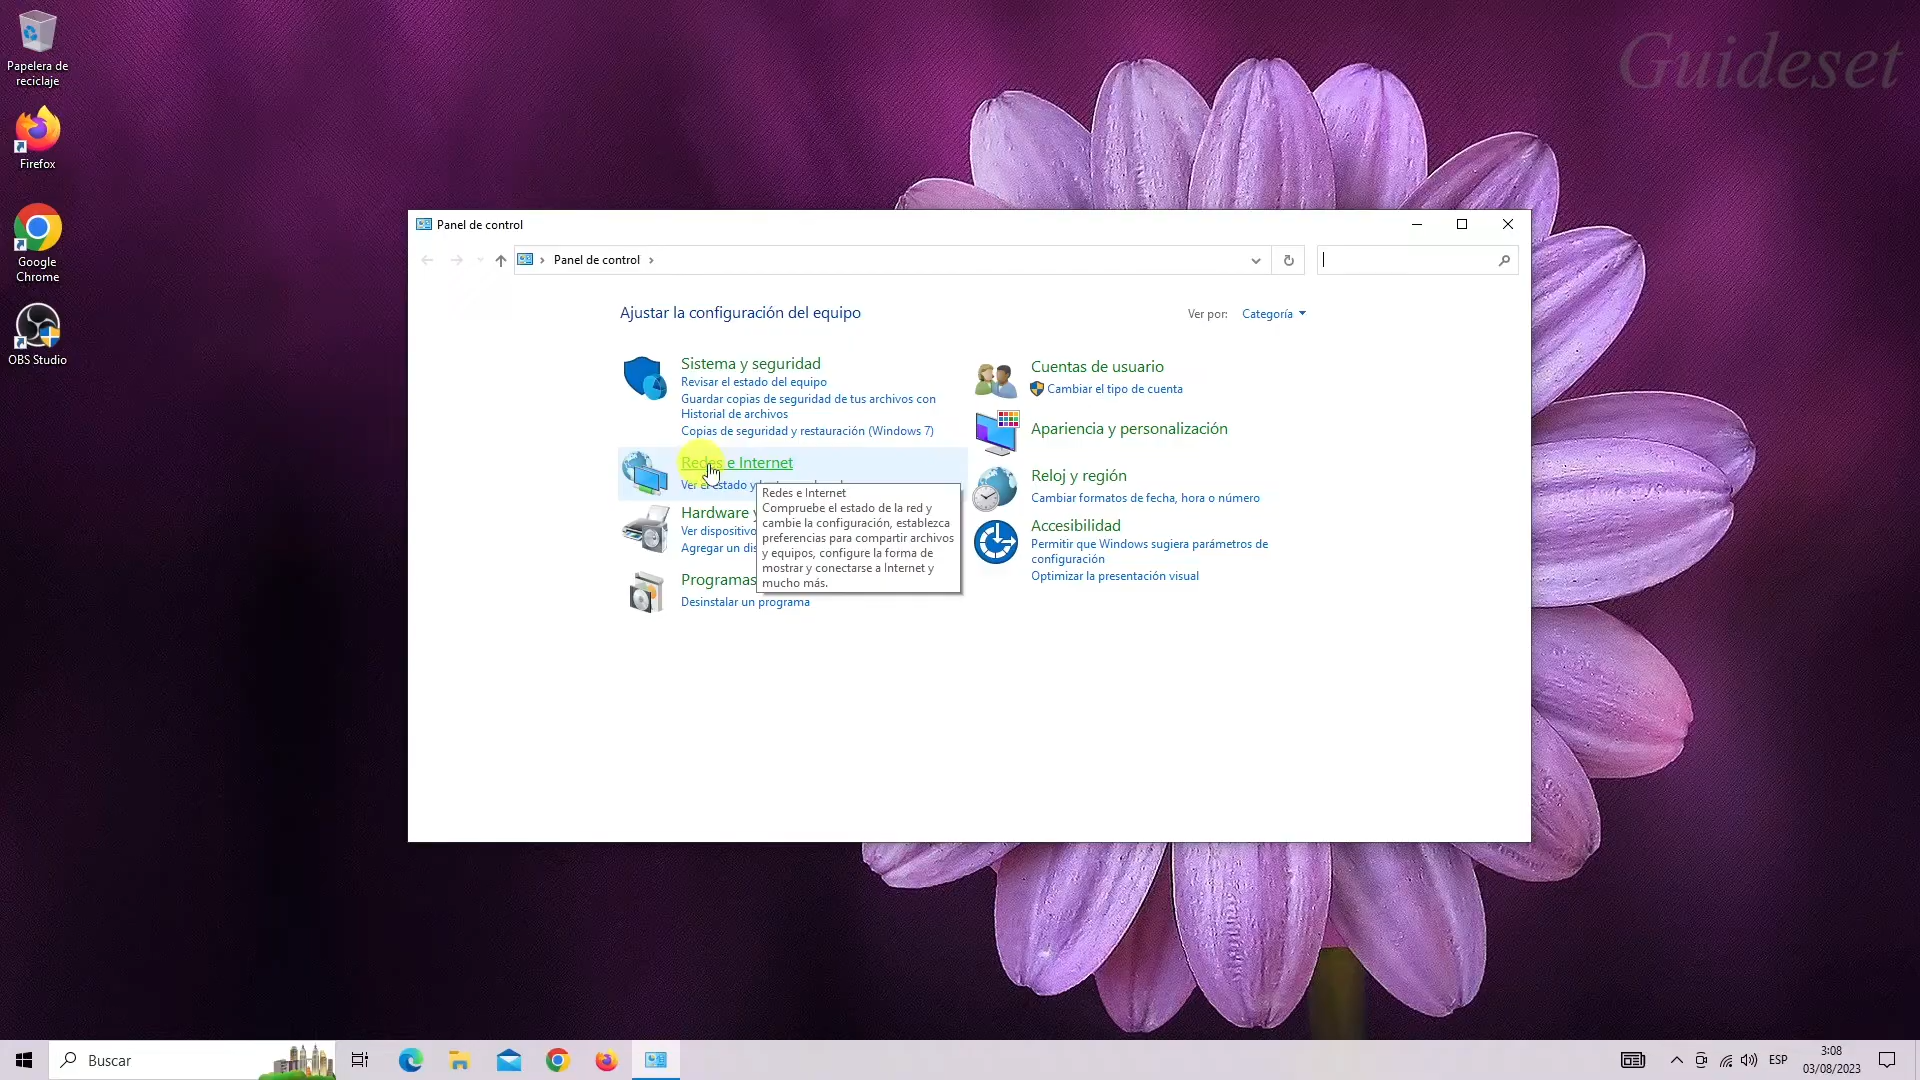 Guideset
Papelera de
reciclaje
Firefox
Google
Chrome
OBS Studio
Panel de control
Panel de control
Ajustar la configuración del equipo
Ver por:
Categoría
Sistema y seguridad
Revisar el estado del equipo
Guardar copias de seguridad de tus archivos con
Historial de archivos
Copias de seguridad y restauración (Windows 7)
Redes e Internet
Ver el estado y
Redes e Internet
Compruebe el estado de la red y
cambie la configuración, establezca
preferencias para compartir archivos
y equipos, configure la forma de
mostrar y conectarse a Internet y
mucho más.
Hardware y
Ver dispositivo
Agregar un dis
Programas
Desinstalar un programa
Cuentas de usuario
Cambiar el tipo de cuenta
Apariencia y personalización
Reloj y región
Cambiar formatos de fecha, hora o número
Accesibilidad
Permitir que Windows sugiera parámetros de
configuración
Optimizar la presentación visual
Buscar
ESP
3:08
03/08/2023